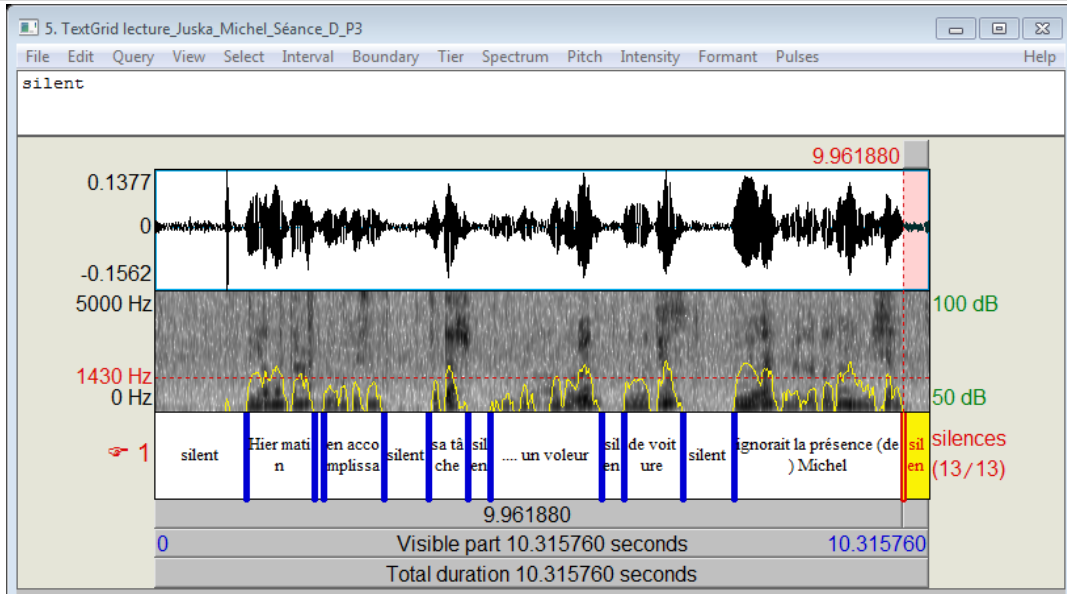 5. TextGrid lecture_Juska_Michel_Séance_D_P3
File Edit Query View Select Interval Boundary Tier Spectrum Pitch Intensity Formant Pulses Help
silent
9.961880
0.1377
0
-0.1562
5000 Hz
100 dB
1430 Hz
0 Hz
50 dB
1
silent
Hier mati
n
en acco
mplissa
silent
sa tâ
che
sil
en
.... un voleur
sil
en
de voit
ure
silent
ignorait la présence (de
) Michel
sil
en
silences
(13/13)
9.961880
0 Visible part 10.315760 seconds 10.315760
Total duration 10.315760 seconds